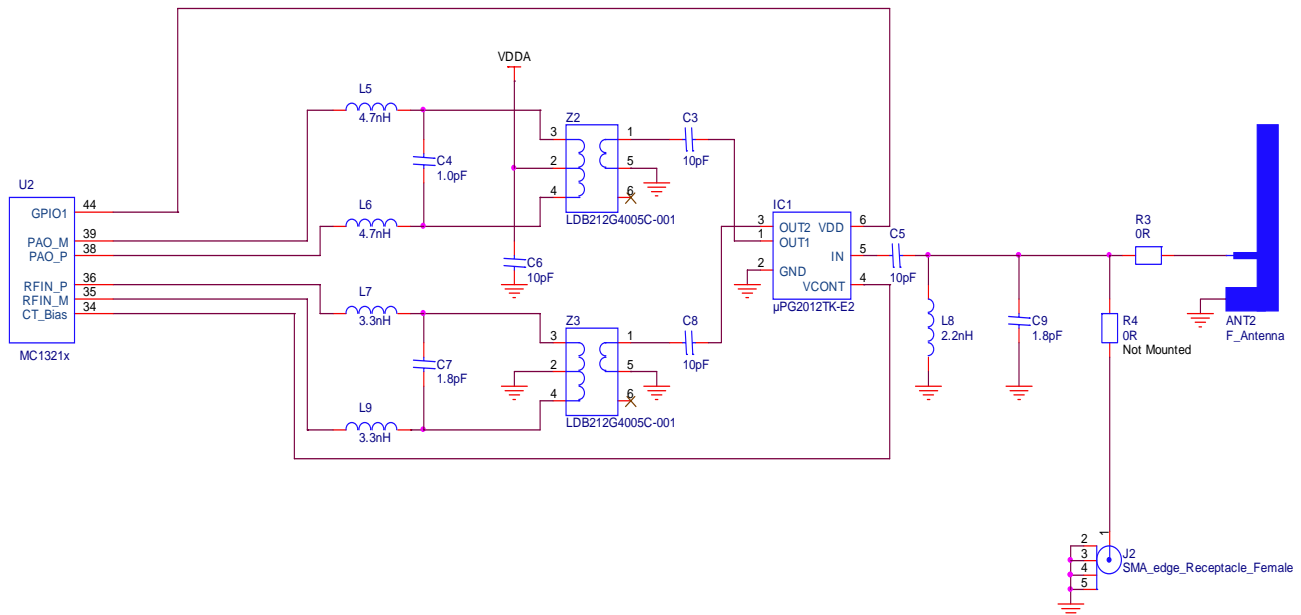 VDDA
L5
4.7nH
C4
1.0pF
L6
4.7nH
Z2
3
2
4
1
5
6
LDB212G4005C-001
C3
10pF
U2
GPIO1
44
PAO_M
39
PAO_P
38
RFIN_P
36
RFIN_M
35
CT_Bias
34
MC1321x
C6
10pF
L7
3.3nH
C7
1.8pF
L9
3.3nH
Z3
3
2
4
1
5
6
LDB212G4005C-001
C8
10pF
IC1
3
OUT2
VDD
6
1
OUT1
IN
5
2
GND
VCONT
4
µPG2012TK-E2
C5
10pF
L8
2.2nH
C9
1.8pF
R3
0R
R4
0R
Not Mounted
ANT2
F_Antenna
1
2
3
4
5
J2
SMA_edge_Receptacle_Female